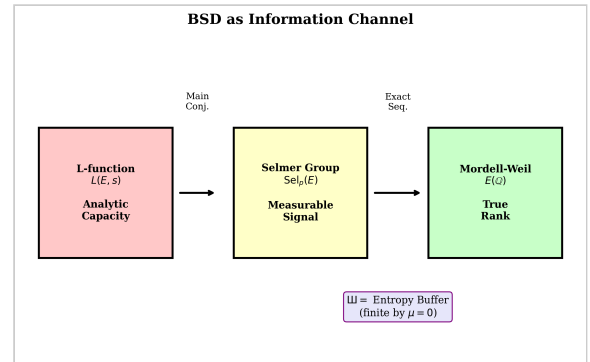 BSD as Information Channel
Main
Conj.
Exact
Seq.
L-function
L(E, s)
Analytic
Capacity
Selmer Group
Selₚ(E)
Measurable
Signal
Mordell-Weil
E(ℚ)
True
Rank
Ш = Entropy Buffer
(finite by μ = 0)